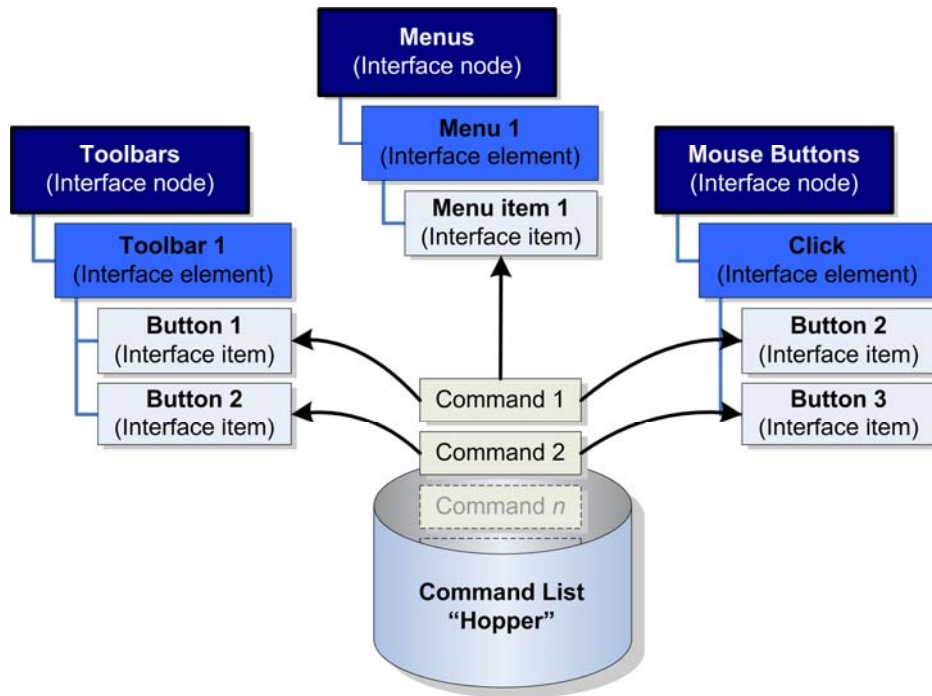 Menus
(Interface node)
Menu 1
(Interface element)
Menu item 1
(Interface item)
Toolbars
(Interface node)
Toolbar 1
(Interface element)
Button 1
(Interface item)
Button 2
(Interface item)
Mouse Buttons
(Interface node)
Click
(Interface element)
Button 2
(Interface item)
Button 3
(Interface item)
Command 1
Command 2
Command n
Command List
“Hopper”